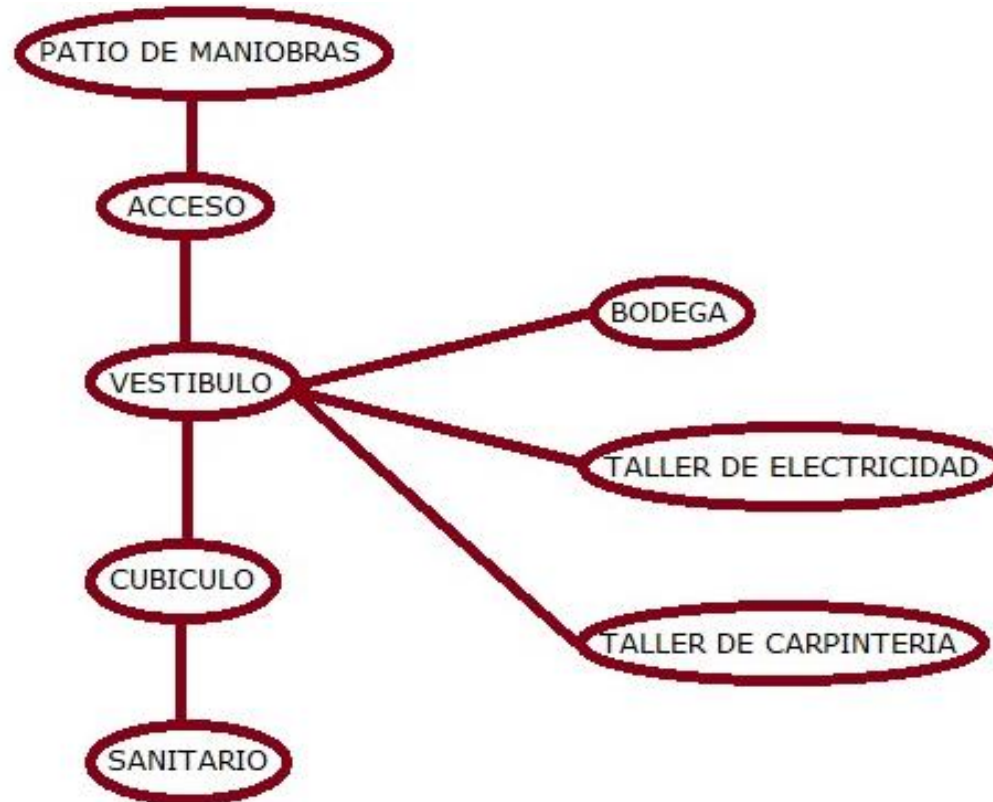 PATIO DE MANIOBRAS
ACCESO
BODEGA
VESTIBULO
TALLER DE ELECTRICIDAD
CUBICULO
TALLER DE CARPINTERIA
SANITARIO